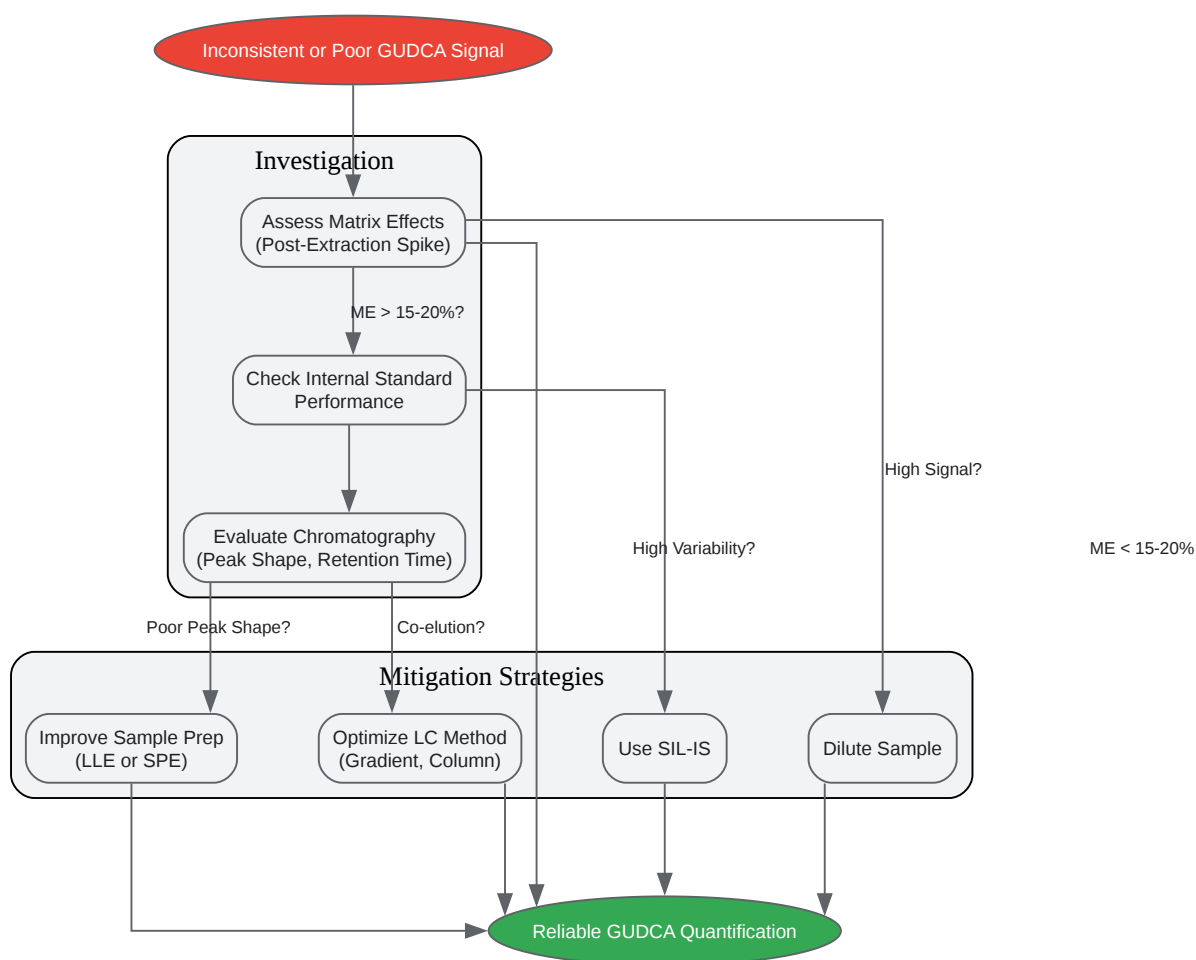 Inconsistent or Poor GUDCA Signal
Investigation
Assess Matrix Effects
(Post-Extraction Spike)
ME > 15-20%?
Check Internal Standard
Performance
High Signal?
Evaluate Chromatography
(Peak Shape, Retention Time)
High Variability?
ME < 15-20%
Poor Peak Shape?
Co-elution?
Mitigation Strategies
Improve Sample Prep
(LLE or SPE)
Optimize LC Method
(Gradient, Column)
Use SIL-IS
Dilute Sample
Reliable GUDCA Quantification